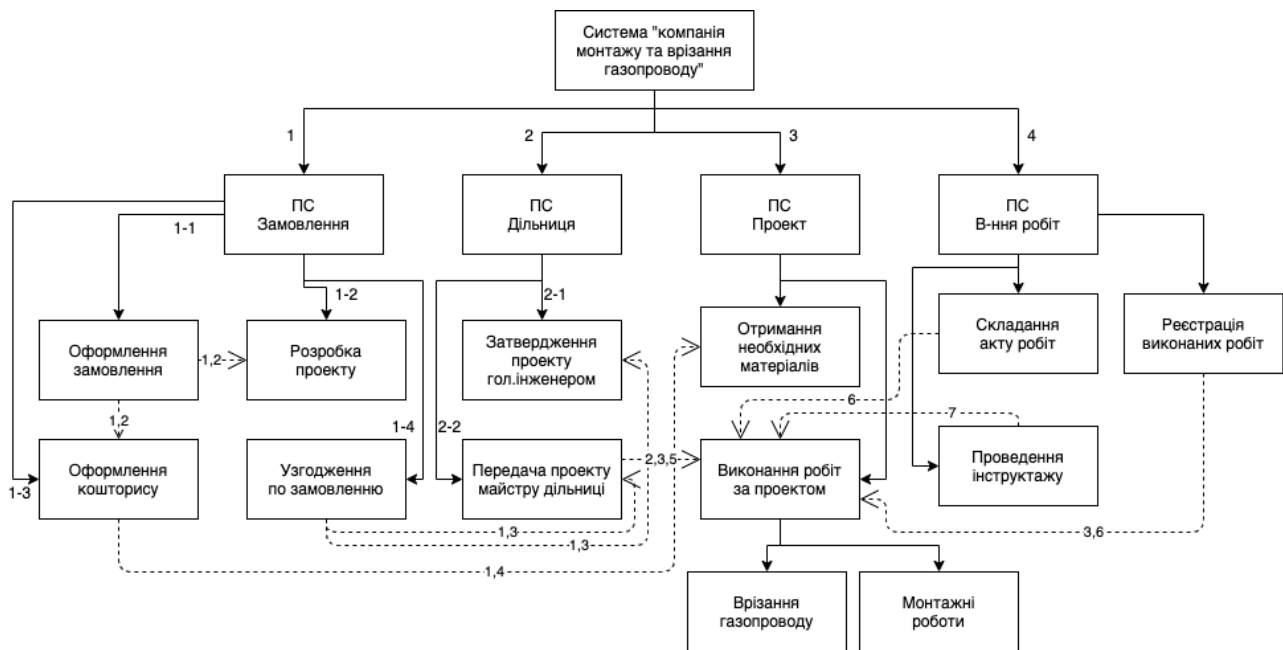 Система "компанія
монтажу та врізання
газопроводу"
1
2
3
4
ПС
Замовлення
ПС
Дільниця
ПС
Проект
ПС
В-ння робіт
1-1
1-2
2-1
Оформлення
замовлення
1,2
Розробка
проекту
Затвердження
проекту
гол.інженером
Отримання
необхідних
матеріалів
Складання
акту робіт
Реєстрація
виконаних робіт
6
7
1,2
1-4
2-2
1-3
Оформлення
кошторису
Узгодження
по замовленню
Передача проекту
майстру дільниці
2,3,5
Виконання робіт
за проектом
Проведення
інструктажу
1,3
1,3
3,6
1,4
Врізання
газопроводу
Монтажні
роботи